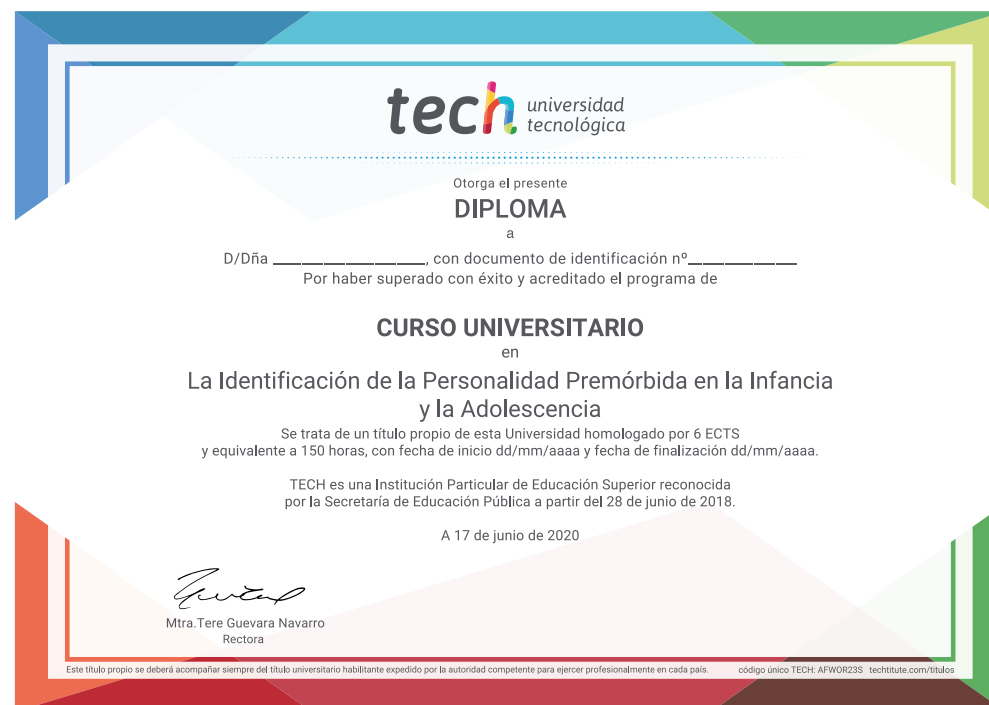 tech universidad
tecnológica
Otorga el presente
DIPLOMA
a
D/Dña ____________________, con documento de identificación nº______________
Por haber superado con éxito y acreditado el programa de
CURSO UNIVERSITARIO
en
La Identificación de la Personalidad Premórbida en la Infancia
y la Adolescencia
Se trata de un título propio de esta Universidad homologado por 6 ECTS
y equivalente a 150 horas, con fecha de inicio dd/mm/aaaa y fecha de finalización dd/mm/aaaa.
TECH es una Institución Particular de Educación Superior reconocida
por la Secretaría de Educación Pública a partir del 28 de junio de 2018.
A 17 de junio de 2020
Mtra.Tere Guevara Navarro
Rectora
Este título propio se deberá acompañar siempre del título universitario habilitante expedido por la autoridad competente para ejercer profesionalmente en cada país. código único TECH: AFWOR23S techtitute.com/titulos